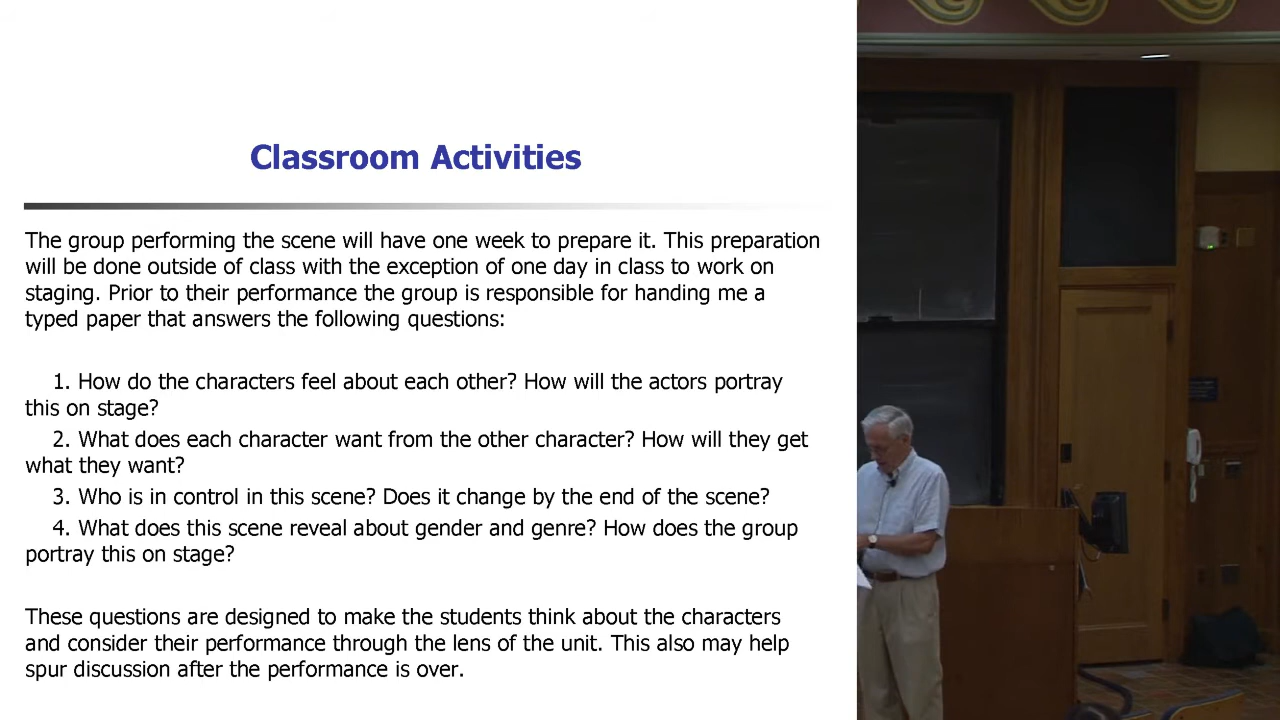 Classroom Activities
The group performing the scene will have one week to prepare it. This preparation
will be done outside of class with the exception of one day in class to work on
staging. Prior to their performance the group is responsible for handing me a
typed paper that answers the following questions:
1. How do the characters feel about each other? How will the actors portray
this on stage?
2. What does each character want from the other character? How will they get
what they want?
3. Who is in control in this scene? Does it change by the end of the scene?
4. What does this scene reveal about gender and genre? How does the group
portray this on stage?
These questions are designed to make the students think about the characters
and consider their performance through the lens of the unit. This also may help
spur discussion after the performance is over.